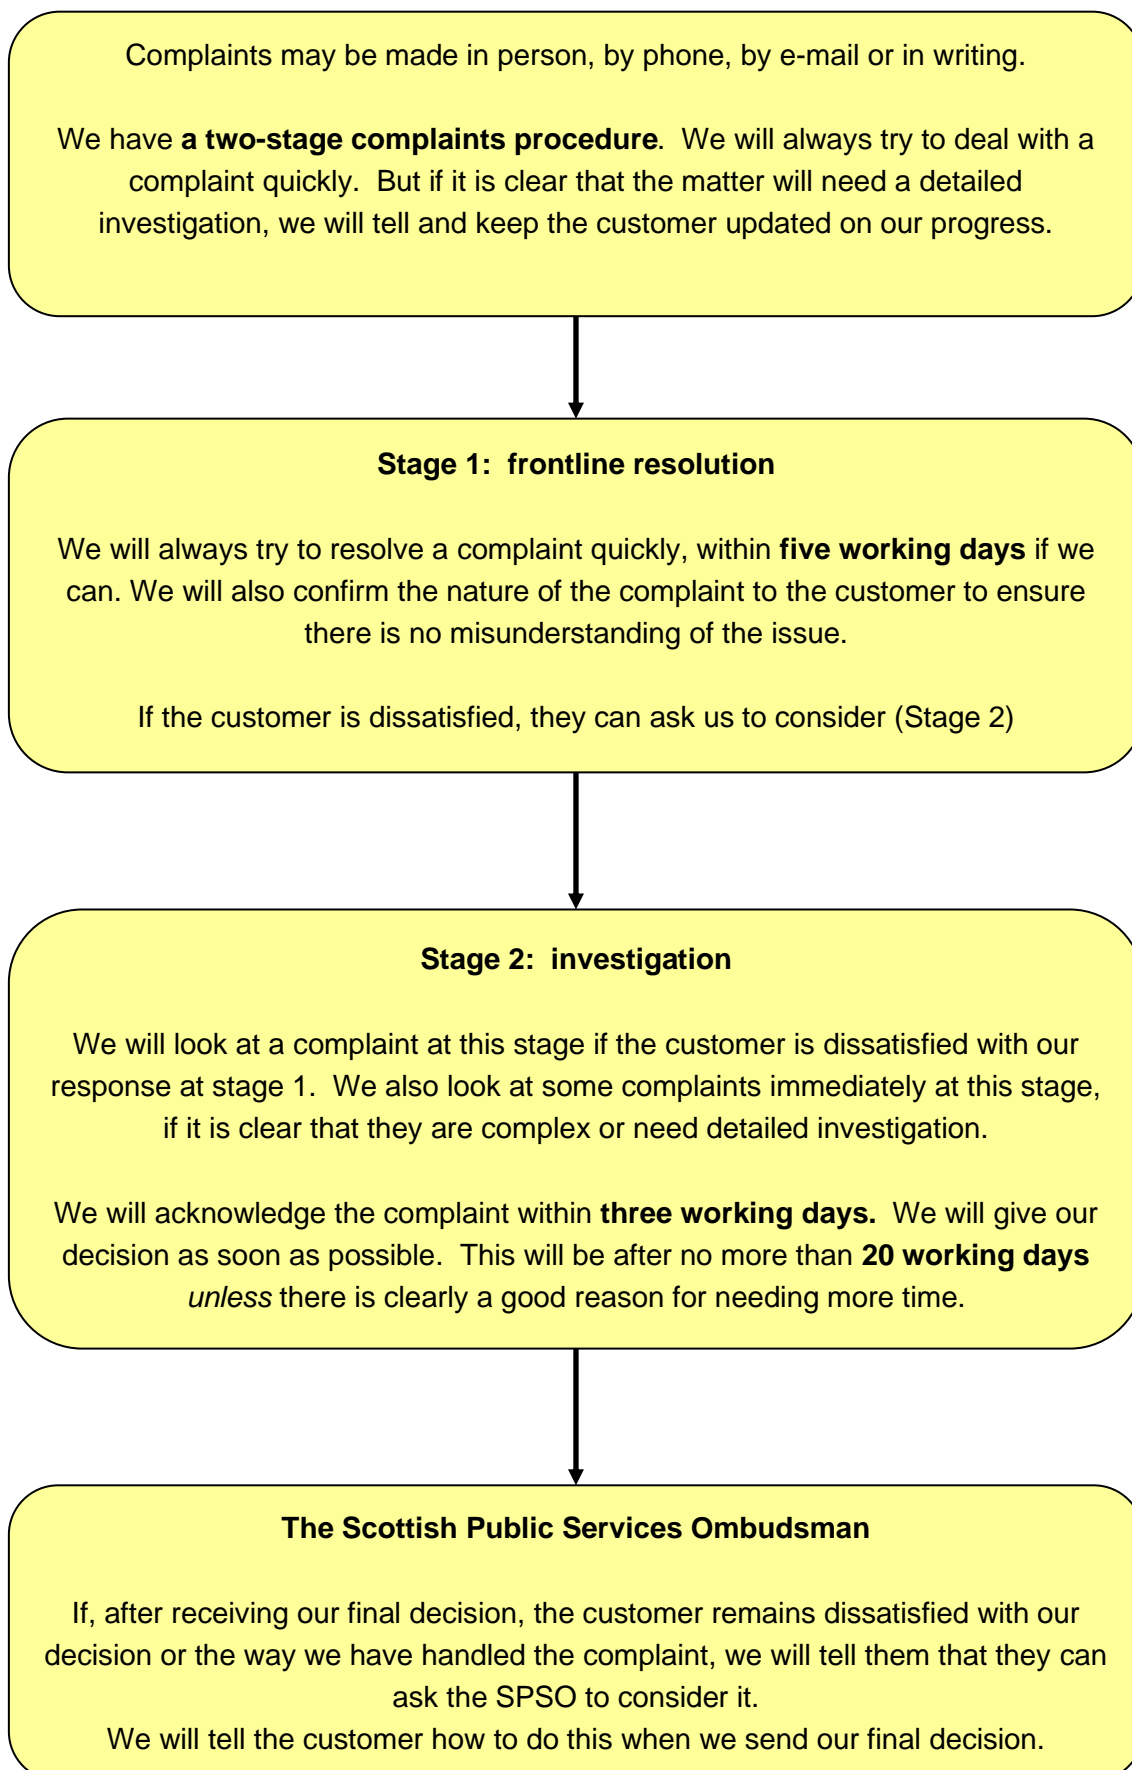 Complaints may be made in person, by phone, by e-mail or in writing.
We have a two-stage complaints procedure.  We will always try to deal with a
complaint quickly.  But if it is clear that the matter will need a detailed
investigation, we will tell and keep the customer updated on our progress.
Stage 1:  frontline resolution
We will always try to resolve a complaint quickly, within five working days if we
can. We will also confirm the nature of the complaint to the customer to ensure
there is no misunderstanding of the issue.
If the customer is dissatisfied, they can ask us to consider (Stage 2)
Stage 2:  investigation
We will look at a complaint at this stage if the customer is dissatisfied with our
response at stage 1.  We also look at some complaints immediately at this stage,
if it is clear that they are complex or need detailed investigation.
We will acknowledge the complaint within three working days.  We will give our
decision as soon as possible.  This will be after no more than 20 working days
unless there is clearly a good reason for needing more time.
The Scottish Public Services Ombudsman
If, after receiving our final decision, the customer remains dissatisfied with our
decision or the way we have handled the complaint, we will tell them that they can
ask the SPSO to consider it.
We will tell the customer how to do this when we send our final decision.